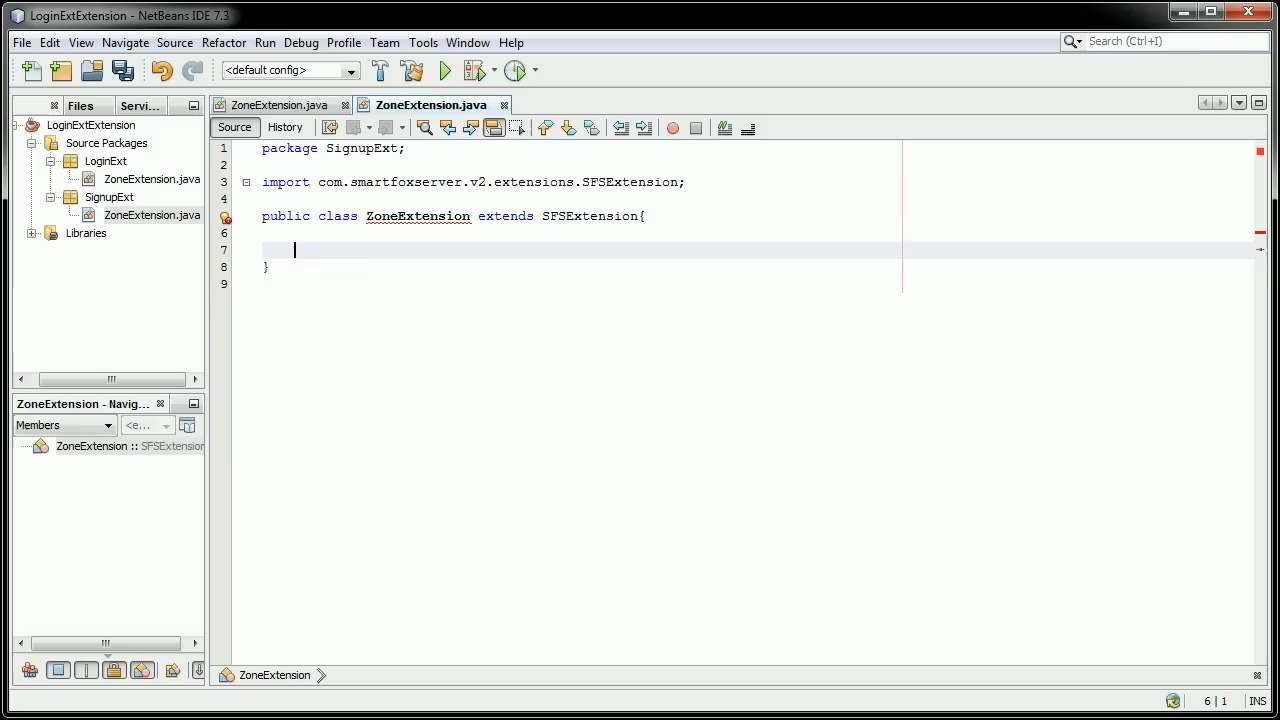 LoginExtExtension - NetBeans IDE 7.3
File Edit View Navigate Source Refactor Run Debug Profile Team Tools Window Help
Search (Ctrl+I)
<default config>
Files Servi...
ZoneExtension.java ZoneExtension.java
LoginExtExtension
Source Packages
LoginExt
ZoneExtension.java
SignupExt
ZoneExtension.java
Libraries
Source History
1 package SignupExt;
2
3 import com.smartfoxserver.v2.extensions.SFSExtension;
4
5 public class ZoneExtension extends SFSExtension{
6
7
8 }
9
ZoneExtension - Navig...
Members <e...
ZoneExtension :: SFSExtension
ZoneExtension
6 | 1 INS